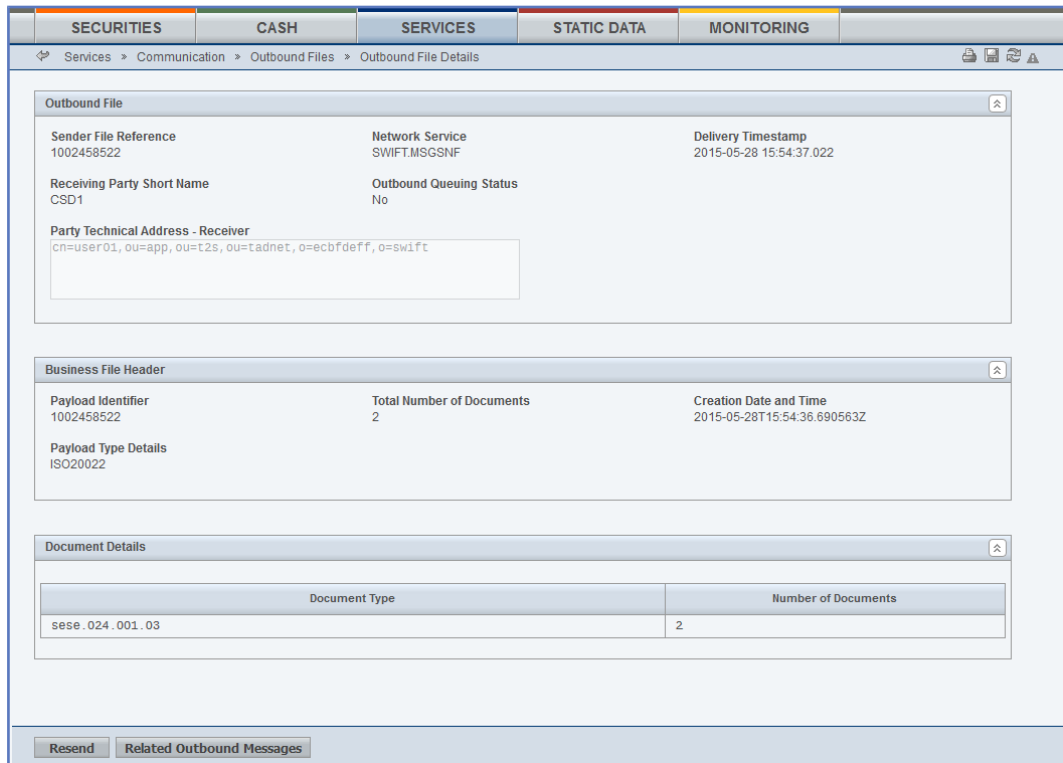 SECURITIES CASH SERVICES STATIC DATA MONITORING
Services » Communication » Outbound Files » Outbound File Details
Outbound File
Sender File Reference Network Service Delivery Timestamp
1002458522 SWIFT.MSGSNF 2015-05-28 15:54:37.022
Receiving Party Short Name Outbound Queuing Status
CSD1 No
Party Technical Address - Receiver
cn=user01,ou=app,ou=t2s,ou=tadnet,o=ecbfdeff,o=swift
Business File Header
Payload Identifier Total Number of Documents Creation Date and Time
1002458522 2 2015-05-28T15:54:36.690563Z
Payload Type Details
ISO20022
Document Details
Document Type Number of Documents
sese.024.001.03 2
Resend Related Outbound Messages